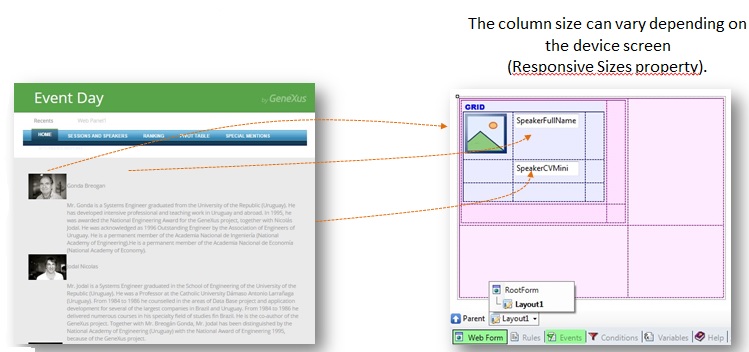 The column size can vary depending on
the device screen
(Responsive Sizes property).
Event Day
by GeneXus
Recents
Web Panel1
HOME
SESSIONS AND SPEAKERS
RANKING
PIVOT TABLE
SPECIAL MENTIONS
Gonda Breogan
Mr. Gonda is a Systems Engineer graduated from the University of the Republic (Uruguay). He
has developed intensive professional and teaching work in Uruguay and abroad. In 1995, he
was awarded the National Engineering Award for the GeneXus project, together with Nicolás
Jodal. He was acknowledged as 1996 Outstanding Engineer by the Association of Engineers of
Uruguay. He is a permanent member of the Academia Nacional de Ingeniería (National
Academy of Engineering).He is a permanent member of the Academia Nacional de Economía
(National Academy of Economy).
Jodal Nicolas
Mr. Jodal is a Systems Engineer graduated in the School of Engineering of the University of the
Republic (Uruguay). He was a Professor at the Catholic University Dámaso Antonio Larrañaga
(Uruguay). From 1984 to 1986 he counselled in the areas of Data Base project and application
development for several of the largest companies in Brazil and Uruguay. From 1984 to 1986 he
delivered numerous courses in his specialty field of studies fin Brazil. He is the co-author of the
GeneXus project. Together with Mr. Breogán Gonda, Mr. Jodal has been distinguished by the
National Academy of Engineering (Uruguay) with the National Award of Engineering 1995,
because of the GeneXus project.
GRID
SpeakerFullName
SpeakerCVMini
RootForm
Layout1
Parent
Layout1
Web Form
Rules
Events
Conditions
Variables
Help